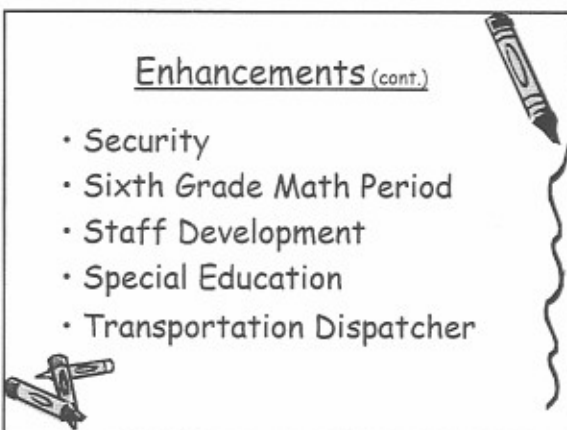 Enhancements (cont.)
• Security
• Sixth Grade Math Period
• Staff Development
• Special Education
• Transportation Dispatcher